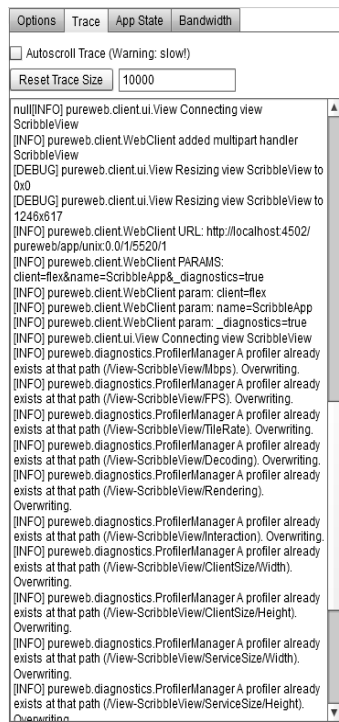 Options Trace App State Bandwidth
Autoscroll Trace (Warning: slow!)
Reset Trace Size 10000
null[INFO] pureweb.client.ui.View Connecting view
ScribbleView
[INFO] pureweb.client.WebClient added multipart handler
ScribbleView
[DEBUG] pureweb.client.ui.View Resizing view ScribbleView to
0x0
[DEBUG] pureweb.client.ui.View Resizing view ScribbleView to
1246x617
[INFO] pureweb.client.WebClient URL: http://localhost:4502/
pureweb/app/unix:0.0/1/5520/1
[INFO] pureweb.client.WebClient PARAMS:
client=flex&name=ScribbleApp&_diagnostics=true
[INFO] pureweb.client.WebClient param: client=flex
[INFO] pureweb.client.WebClient param: name=ScribbleApp
[INFO] pureweb.client.WebClient param: _diagnostics=true
[INFO] pureweb.client.ui.View Connecting view ScribbleView
[INFO] pureweb.diagnostics.ProfilerManager A profiler already
exists at that path (/View-ScribbleView/Mbps). Overwriting.
[INFO] pureweb.diagnostics.ProfilerManager A profiler already
exists at that path (/View-ScribbleView/FPS). Overwriting.
[INFO] pureweb.diagnostics.ProfilerManager A profiler already
exists at that path (/View-ScribbleView/TileRate). Overwriting.
[INFO] pureweb.diagnostics.ProfilerManager A profiler already
exists at that path (/View-ScribbleView/Decoding). Overwriting.
[INFO] pureweb.diagnostics.ProfilerManager A profiler already
exists at that path (/View-ScribbleView/Rendering).
Overwriting.
[INFO] pureweb.diagnostics.ProfilerManager A profiler already
exists at that path (/View-ScribbleView/Interaction). Overwriting.
[INFO] pureweb.diagnostics.ProfilerManager A profiler already
exists at that path (/View-ScribbleView/ClientSize/Width).
Overwriting.
[INFO] pureweb.diagnostics.ProfilerManager A profiler already
exists at that path (/View-ScribbleView/ClientSize/Height).
Overwriting.
[INFO] pureweb.diagnostics.ProfilerManager A profiler already
exists at that path (/View-ScribbleView/ServiceSize/Width).
Overwriting.
[INFO] pureweb.diagnostics.ProfilerManager A profiler already
exists at that path (/View-ScribbleView/ServiceSize/Height).
Overwriting.